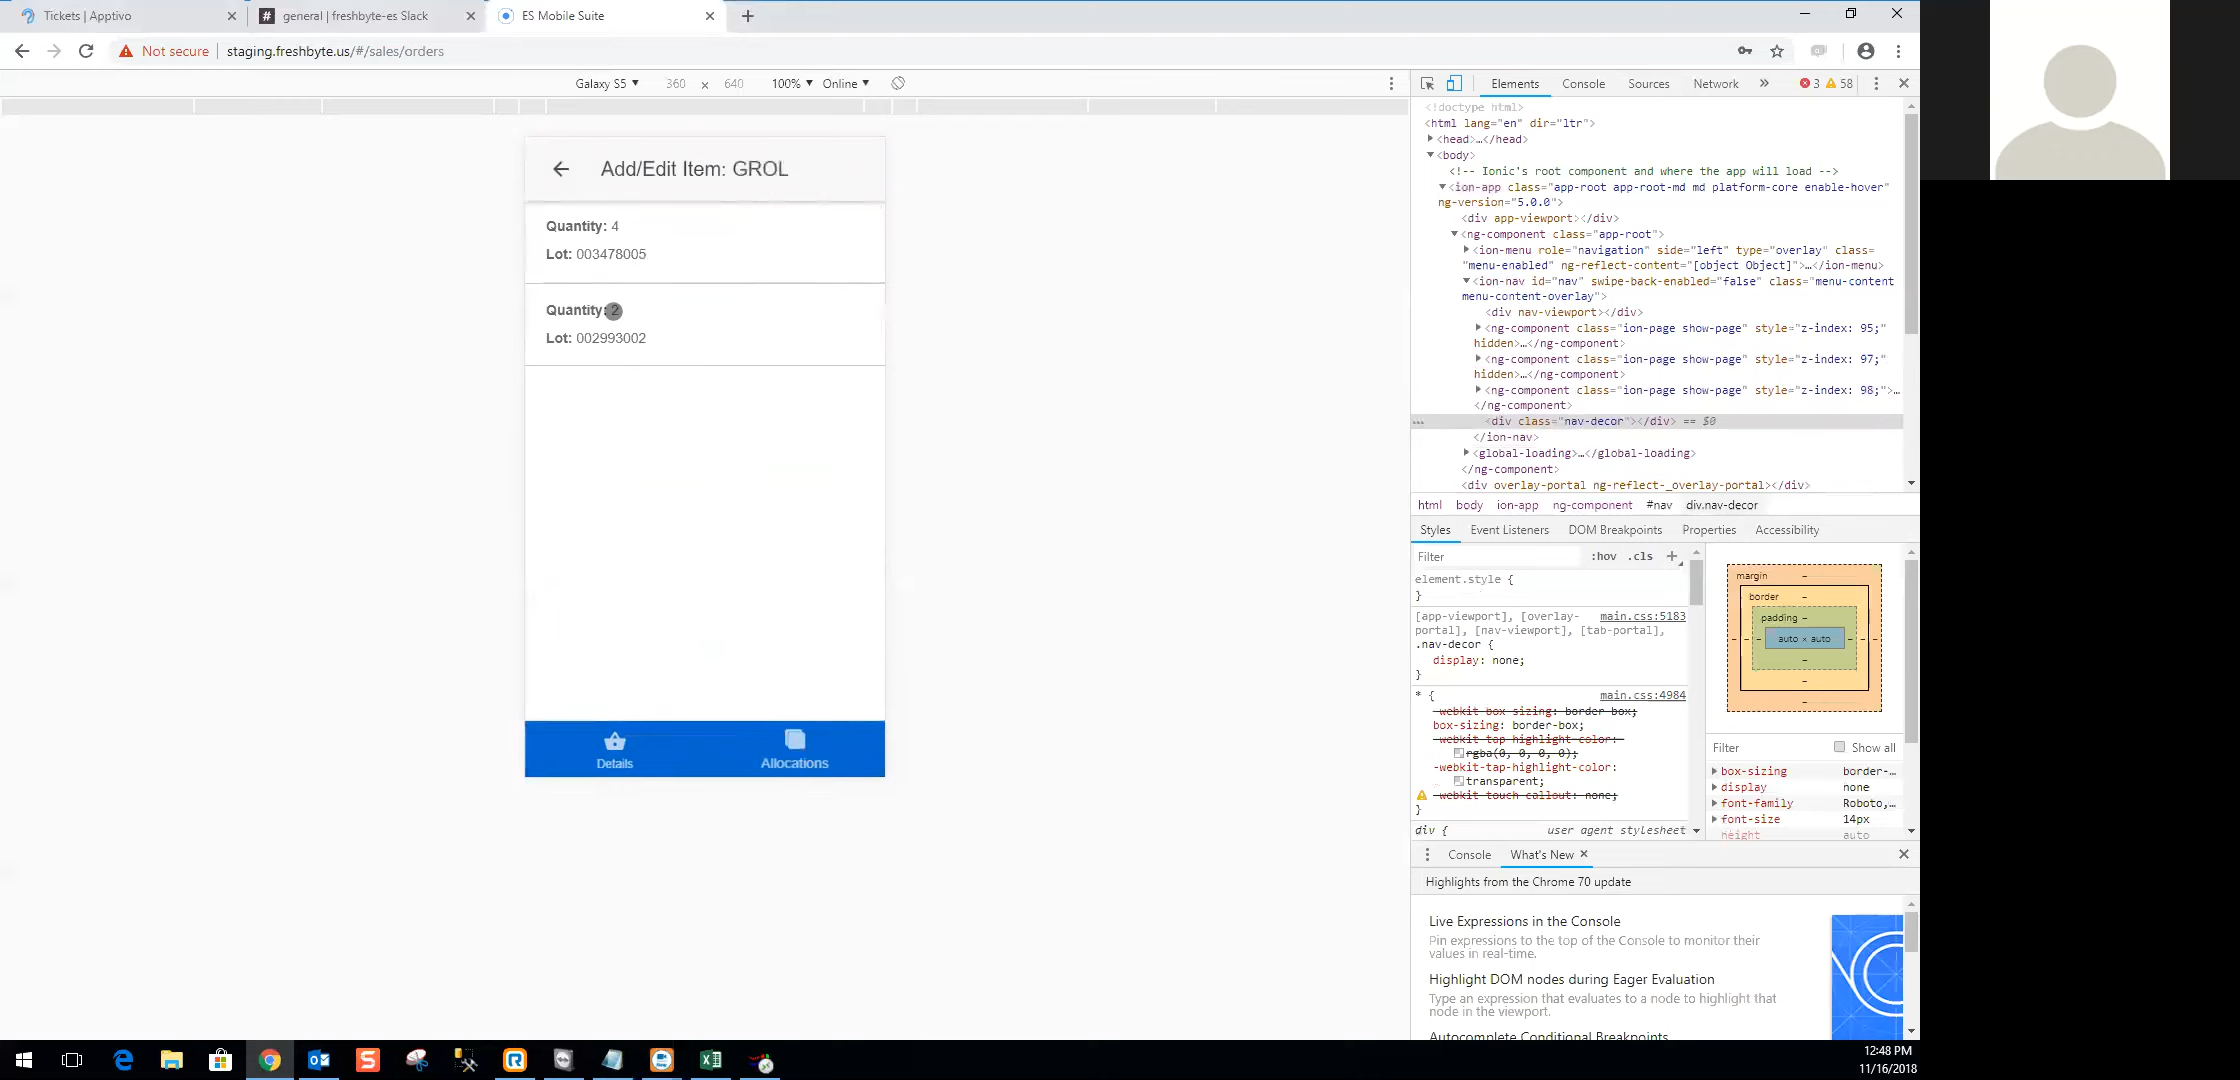 Tickets | Apptivo
general | freshbyte-es Slack
ES Mobile Suite
Not secure
staging.freshbyte.us/#/sales/orders
Galaxy S5 ▼ 360 x 640 100% ▼ Online ▼
Add/Edit Item: GROL
Quantity: 4
Lot: 003478005
Quantity: 2
Lot: 002993002
Details
Allocations
Elements Console Sources Network » 3 58
<!doctype html>
<html lang="en" dir="ltr">
<head>…</head>
<body>
<!-- Ionic's root component and where the app will load -->
<ion-app class="app-root app-root-md md platform-core enable-hover"
ng-version="5.0.0">
<div app-viewport></div>
<ng-component class="app-root">
<ion-menu role="navigation" side="left" type="overlay" class=
"menu-enabled" ng-reflect-content="[object Object]">…</ion-menu>
<ion-nav id="nav" swipe-back-enabled="false" class="menu-content
menu-content-overlay">
<div nav-viewport></div>
<ng-component class="ion-page show-page" style="z-index: 95;"
hidden>…</ng-component>
<ng-component class="ion-page show-page" style="z-index: 97;"
hidden>…</ng-component>
<ng-component class="ion-page show-page" style="z-index: 98;">…
</ng-component>
… <div class="nav-decor"></div> == $0
</ion-nav>
<global-loading>…</global-loading>
</ng-component>
<div overlay-portal ng-reflect-_overlay-portal></div>
html body ion-app ng-component #nav div.nav-decor
Styles Event Listeners DOM Breakpoints Properties Accessibility
Filter :hov .cls +
element.style {
}
[app-viewport], [overlay- main.css:5183
portal], [nav-viewport], [tab-portal],
.nav-decor {
display: none;
}
* { main.css:4984
-webkit-box-sizing: border-box;
box-sizing: border-box;
-webkit-tap-highlight-color:
rgba(0, 0, 0, 0);
-webkit-tap-highlight-color:
transparent;
-webkit-touch-callout: none;
}
div { user agent stylesheet
margin –
border –
padding –
– – – auto × auto – – –
–
–
–
Filter Show all
box-sizing border-…
display none
font-family Roboto,…
font-size 14px
height auto
Console What's New ×
Highlights from the Chrome 70 update
Live Expressions in the Console
Pin expressions to the top of the Console to monitor their
values in real-time.
Highlight DOM nodes during Eager Evaluation
Type an expression that evaluates to a node to highlight that
node in the viewport.
Autocomplete Conditional Breakpoints
12:48 PM
11/16/2018